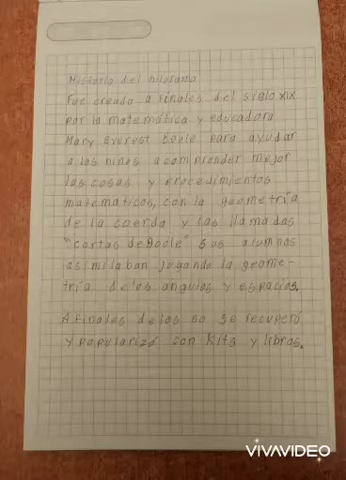 Historia del hilorama
Fue creado a finales del siglo XIX
por la matemática y educadora
Mary Everest Boole para ayudar
a los niños a comprender mejor
las cosas y procedimientos
matematicos, con la geometría
de la cuerda y las llamadas
"cartas de Boole" sus alumnos
asimilaban jugando la geome-
tría de los ángulos y espacios.
A finales de los 60 se recuperó
y popularizó con Kits y libros.
VIVAVIDEO